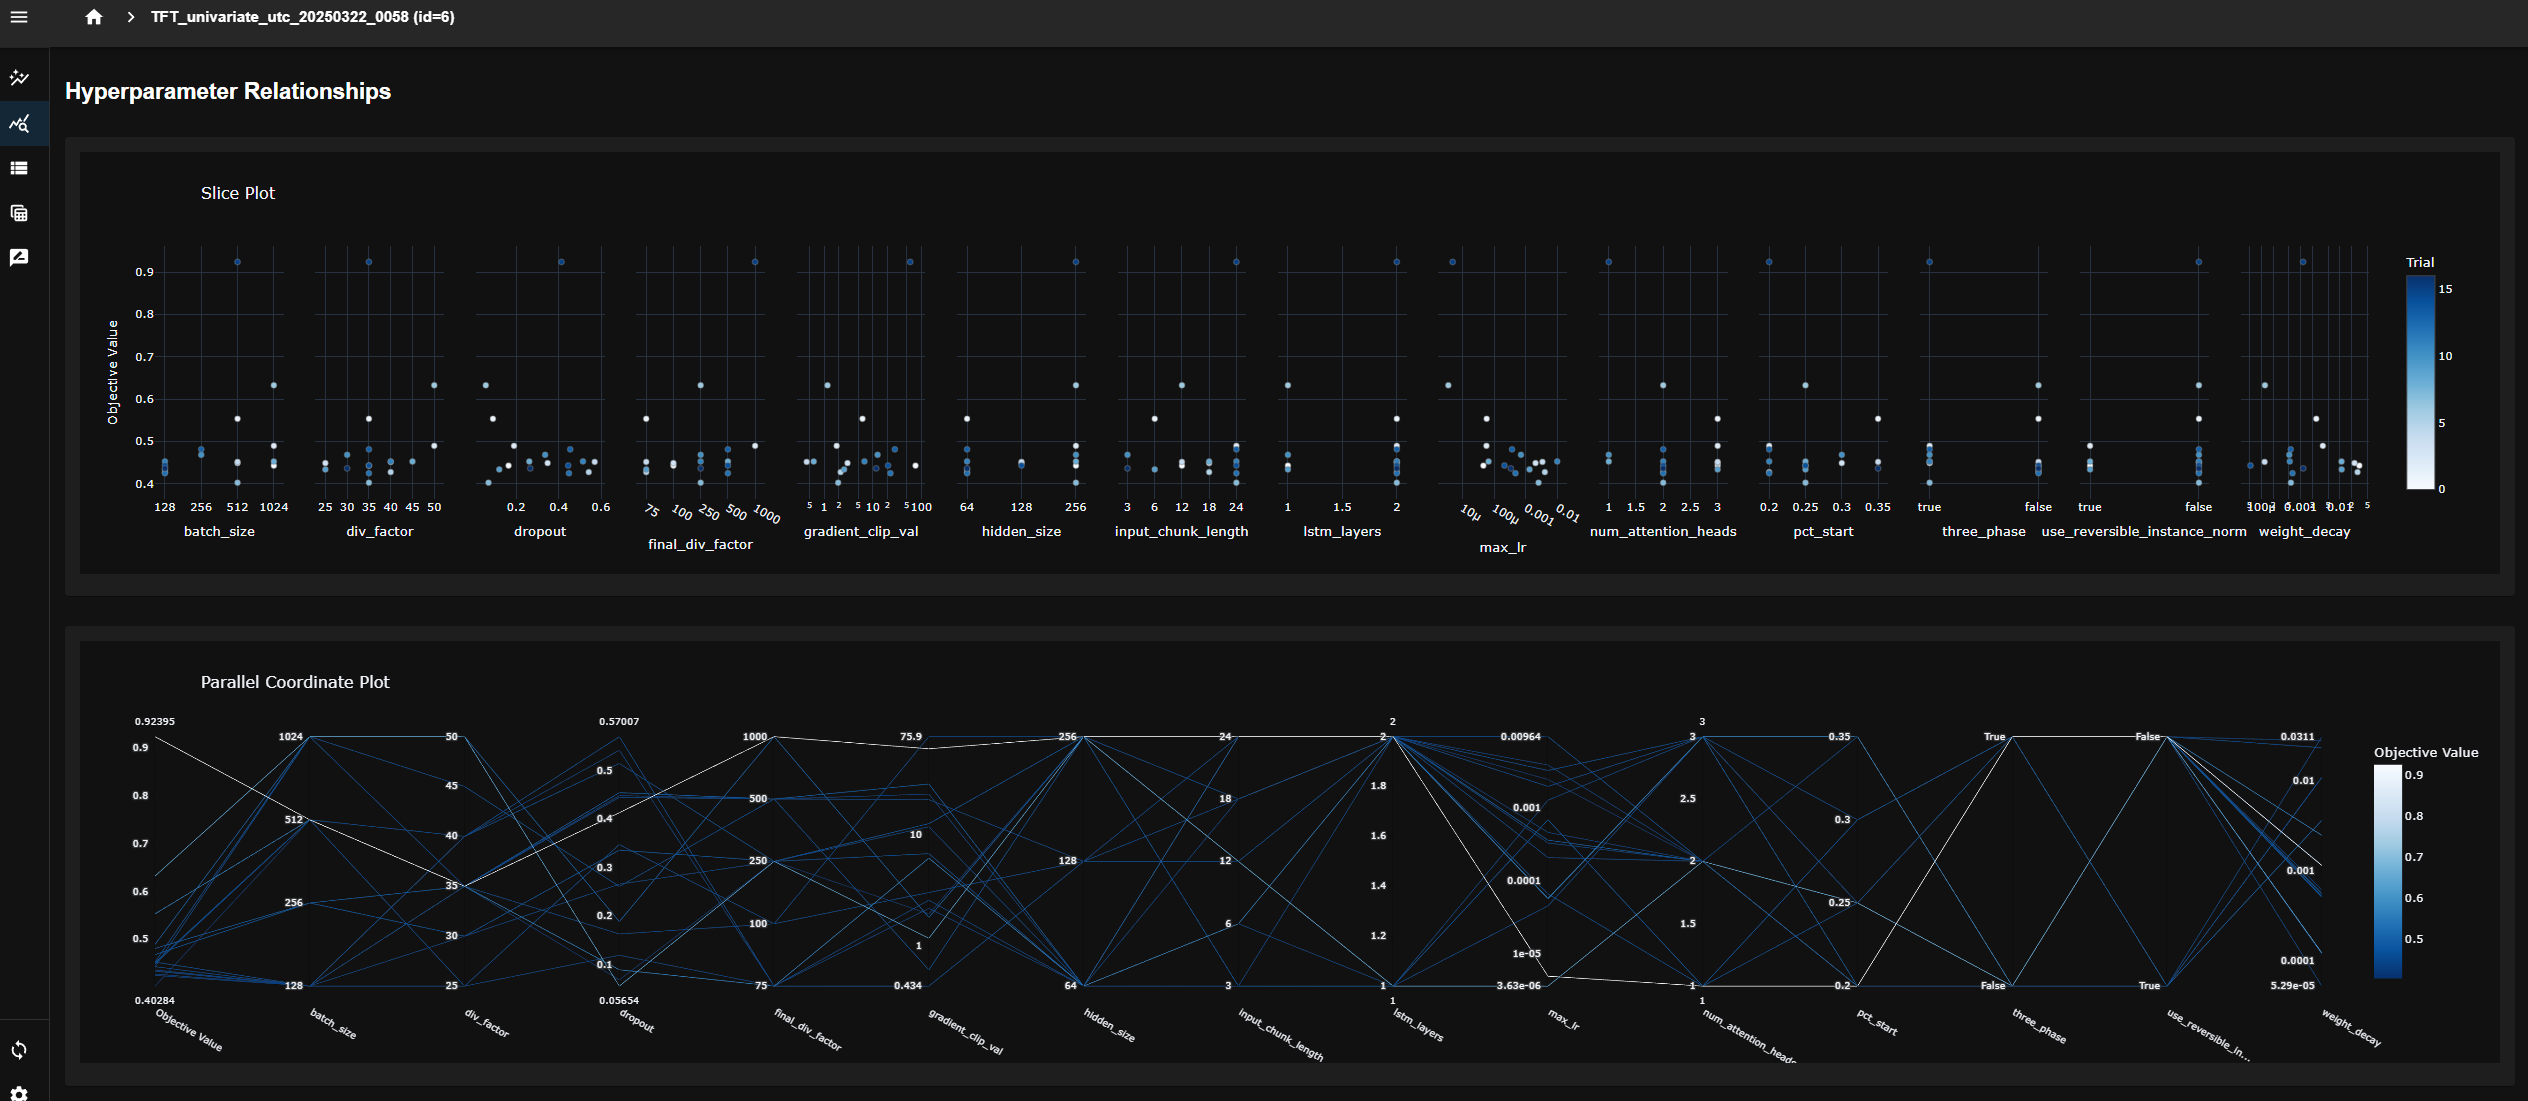 TFT_univariate_utc_20250322_0058 (id=6)
Hyperparameter Relationships
Slice Plot
Objective Value
0.9
0.8
0.7
0.6
0.5
0.4
128 256 512 1024
batch_size
25 30 35 40 45 50
div_factor
0.2 0.4 0.6
dropout
75 100 250 500 1000
final_div_factor
5 1 2 5 10 2 5 100
gradient_clip_val
64 128 256
hidden_size
3 6 12 18 24
input_chunk_length
1 1.5 2
lstm_layers
10μ 100μ 0.001 0.01
max_lr
1 1.5 2 2.5 3
num_attention_heads
0.2 0.25 0.3 0.35
pct_start
true false
three_phase
true false
use_reversible_instance_norm
100μ 0.001 0.01 2 5
weight_decay
Trial
15
10
5
0
Parallel Coordinate Plot
0.92395
0.9
0.8
0.7
0.6
0.5
0.40284
Objective Value
1024
512
256
128
batch_size
50
45
40
35
30
25
div_factor
0.57007
0.5
0.4
0.3
0.2
0.1
0.05654
dropout
1000
500
250
100
75
final_div_factor
75.9
10
1
0.434
gradient_clip_val
256
128
64
hidden_size
24
18
12
6
3
input_chunk_length
2
2
1.8
1.6
1.4
1.2
1
1
lstm_layers
0.00964
0.001
0.0001
1e-05
3.63e-06
max_lr
3
3
2.5
2
1.5
1
1
num_attention_heads
0.35
0.3
0.25
0.2
pct_start
True
False
three_phase
False
True
use_reversible_in...
0.0311
0.01
0.001
0.0001
5.29e-05
weight_decay
Objective Value
0.9
0.8
0.7
0.6
0.5